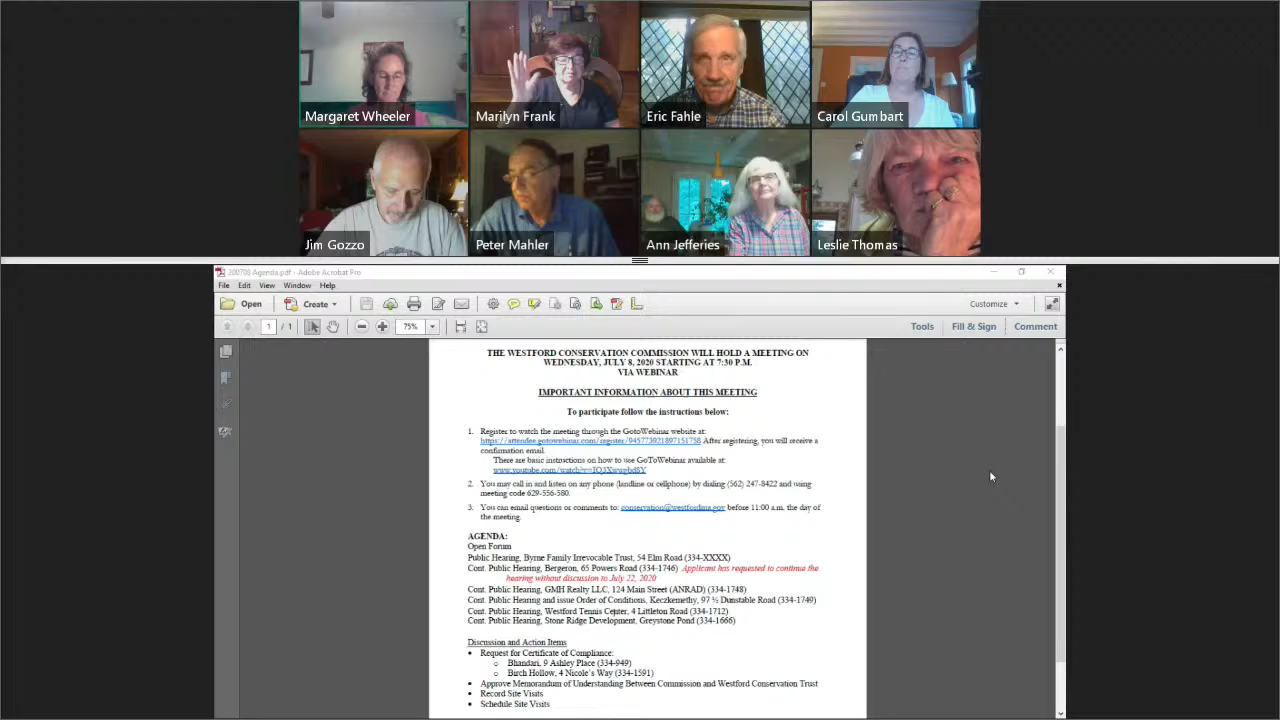 Margaret Wheeler
Marilyn Frank
Eric Fahle
Carol Gumbart
Jim Gozzo
Peter Mahler
Ann Jefferies
Leslie Thomas
200708 Agenda.pdf - Adobe Acrobat Pro
File Edit View Window Help
Open Create Customize
1 / 1 75% Tools Fill & Sign Comment
THE WESTFORD CONSERVATION COMMISSION WILL HOLD A MEETING ON
WEDNESDAY, JULY 8, 2020 STARTING AT 7:30 P.M.
VIA WEBINAR
IMPORTANT INFORMATION ABOUT THIS MEETING
To participate follow the instructions below:
1. Register to watch the meeting through the GotoWebinar website at:
https://attendee.gotowebinar.com/register/945773921897151758 After registering, you will receive a
confirmation email.
There are basic instructions on how to use GoToWebinar available at:
2. You may call in and listen on any phone (landline or cellphone) by dialing (562) 247-8422 and using
meeting code 629-556-580.
3. You can email questions or comments to: conservation@westfordma.gov before 11:00 a.m. the day of
the meeting.
AGENDA:
Open Forum
Public Hearing, Byrne Family Irrevocable Trust, 54 Elm Road (334-XXXX)
Cont. Public Hearing, Bergeron, 65 Powers Road (334-1746) Applicant has requested to continue the
hearing without discussion to July 22, 2020
Cont. Public Hearing, GMH Realty LLC, 124 Main Street (ANRAD) (334-1748)
Cont. Public Hearing and issue Order of Conditions, Keczkemethy, 97 ½ Dunstable Road (334-1749)
Cont. Public Hearing, Westford Tennis Center, 4 Littleton Road (334-1712)
Cont. Public Hearing, Stone Ridge Development, Greystone Pond (334-1666)
Discussion and Action Items
• Request for Certificate of Compliance:
o Bhandari, 9 Ashley Place (334-949)
o Birch Hollow, 4 Nicole's Way (334-1591)
• Approve Memorandum of Understanding Between Commission and Westford Conservation Trust
• Record Site Visits
• Schedule Site Visits